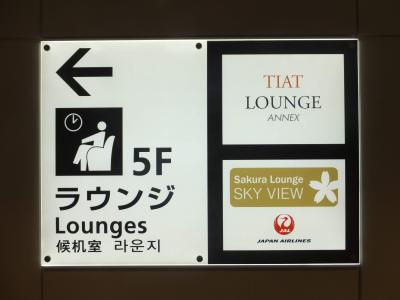 5F
ラウンジ
Lounges
候机室 라운지
TIAT
LOUNGE
ANNEX
Sakura Lounge
SKY VIEW
JAL
JAPAN AIRLINES